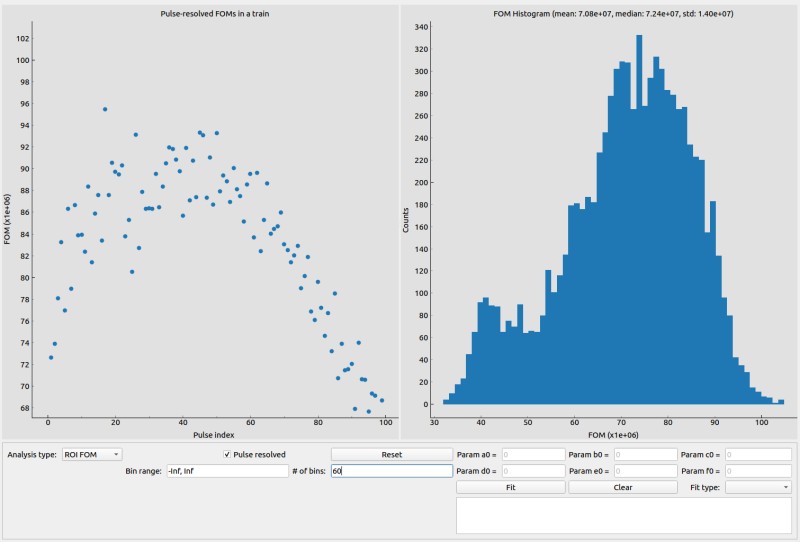 Pulse-resolved FOMs in a train
FOM (x1e+06)
102
100
98
96
94
92
90
88
86
84
82
80
78
76
74
72
70
68
0 20 40 60 80 100
Pulse index
FOM Histogram (mean: 7.08e+07, median: 7.24e+07, std: 1.40e+07)
Counts
340
320
300
280
260
240
220
200
180
160
140
120
100
80
60
40
20
0
30 40 50 60 70 80 90 100
FOM (x1e+06)
Analysis type: ROI FOM Pulse resolved Reset
Bin range: -Inf, Inf # of bins: 60
Param a0 = 0 Param b0 = 0 Param c0 = 0
Param d0 = 0 Param e0 = 0 Param f0 = 0
Fit Clear Fit type: